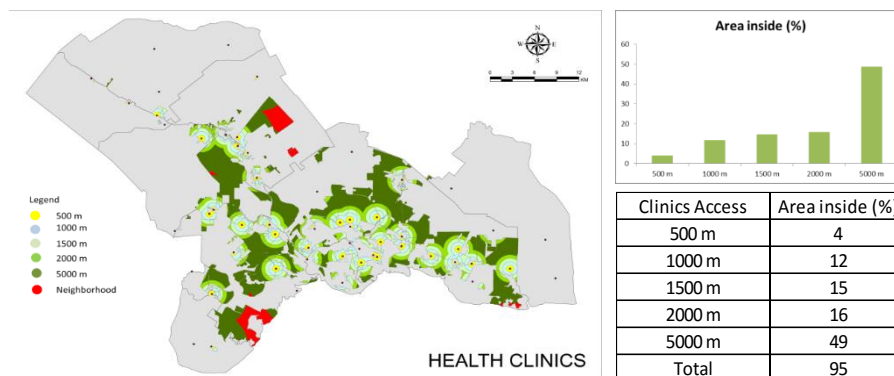 N
W E
S
0 3 6 9 12
KM
Legend
500 m
1000 m
1500 m
2000 m
5000 m
Neighborhood
HEALTH CLINICS
Area inside (%)
60
50
40
30
20
10
0
500 m 1000 m 1500 m 2000 m 5000 m
Clinics Access Area inside (%)
500 m 4
1000 m 12
1500 m 15
2000 m 16
5000 m 49
Total 95